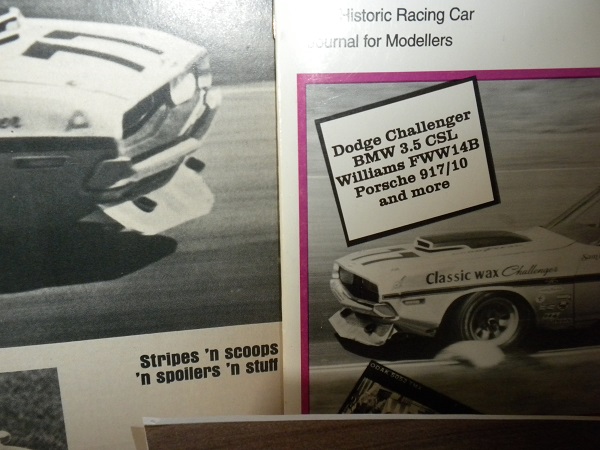 Historic Racing Car
Journal for Modellers
Dodge Challenger
BMW 3.5 CSL
Williams FWW14B
Porsche 917/10
and more
Classic wax Challenger
Stripes 'n scoops
'n spoilers 'n stuff